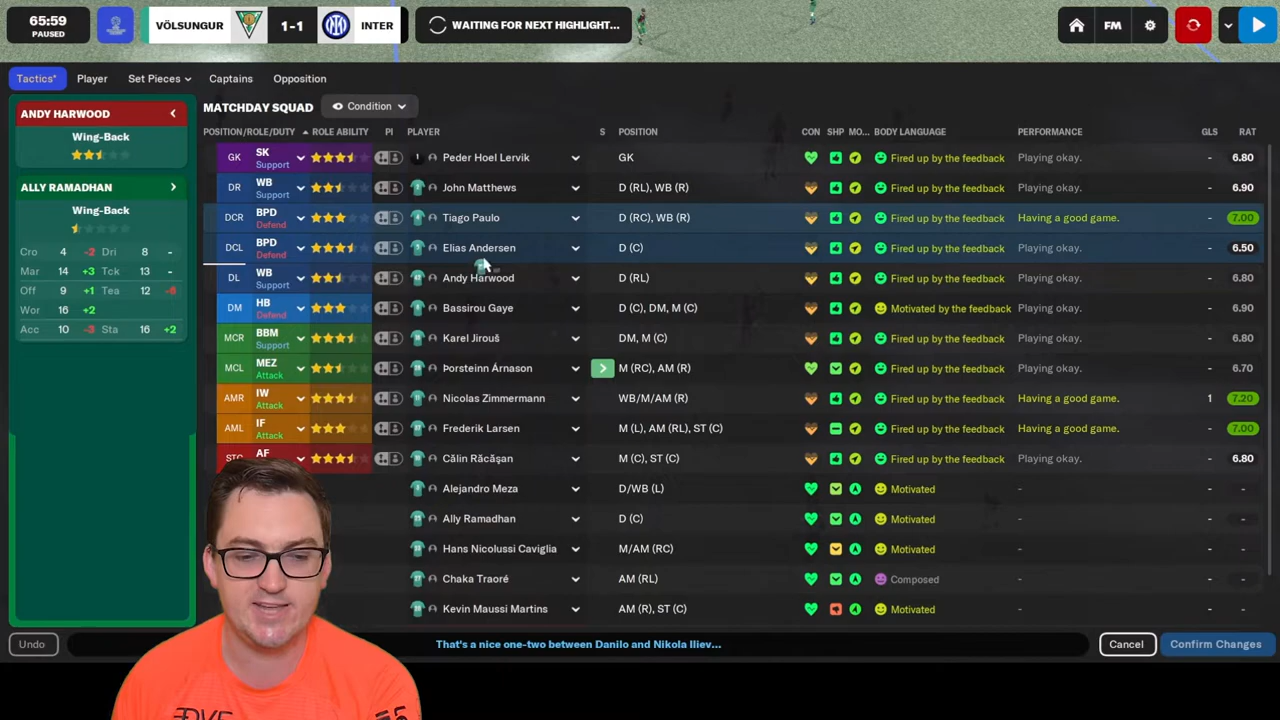 65:59
PAUSED
VÖLSUNGUR
1-1
INTER
WAITING FOR NEXT HIGHLIGHT...
FM
Tactics*
Player
Set Pieces
Captains
Opposition
ANDY HARWOOD
Wing-Back
ALLY RAMADHAN
Wing-Back
Cro 4 -2 Dri 8 -
Mar 14 +3 Tck 13 -
Off 9 +1 Tea 12 -6
Wor 16 +2
Acc 10 -3 Sta 16 +2
MATCHDAY SQUAD
Condition
POSITION/ROLE/DUTY ROLE ABILITY PI PLAYER S POSITION CON SHP MO... BODY LANGUAGE PERFORMANCE GLS RAT
GK SK Support 1 Peder Hoel Lervik GK Fired up by the feedback Playing okay. - 6.80
DR WB Support John Matthews D (RL), WB (R) Fired up by the feedback Playing okay. - 6.90
DCR BPD Defend Tiago Paulo D (RC), WB (R) Fired up by the feedback Having a good game. - 7.00
DCL BPD Defend Elias Andersen D (C) Fired up by the feedback Playing okay. - 6.50
DL WB Support Andy Harwood D (RL) Fired up by the feedback Playing okay. - 6.80
DM HB Defend Bassirou Gaye D (C), DM, M (C) Motivated by the feedback Playing okay. - 6.90
MCR BBM Support Karel Jirouš DM, M (C) Fired up by the feedback Playing okay. - 6.80
MCL MEZ Attack Þorsteinn Árnason M (RC), AM (R) Fired up by the feedback Playing okay. - 6.70
AMR IW Attack Nicolas Zimmermann WB/M/AM (R) Fired up by the feedback Having a good game. 1 7.20
AML IF Attack Frederik Larsen M (L), AM (RL), ST (C) Fired up by the feedback Having a good game. - 7.00
STC AF Călin Răcăşan M (C), ST (C) Fired up by the feedback Playing okay. - 6.80
Alejandro Meza D/WB (L) Motivated - - -
Ally Ramadhan D (C) Motivated - - -
Hans Nicolussi Caviglia M/AM (RC) Motivated - - -
Chaka Traoré AM (RL) Composed - - -
Kevin Maussi Martins AM (R), ST (C) Motivated - - -
Undo
That's a nice one-two between Danilo and Nikola Iliev...
Cancel
Confirm Changes